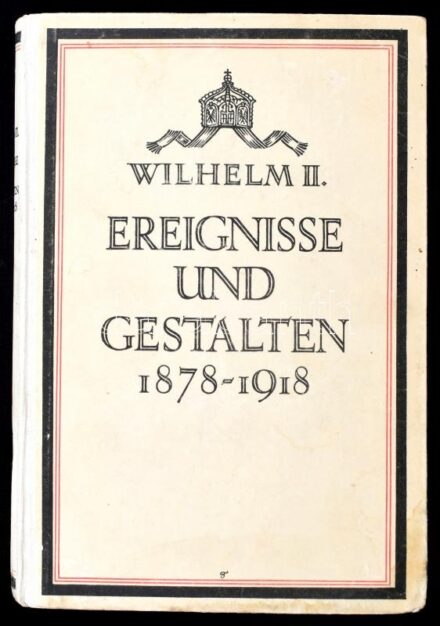 WILHELM II.
EREIGNISSE
UND
GESTALTEN
1878-1918